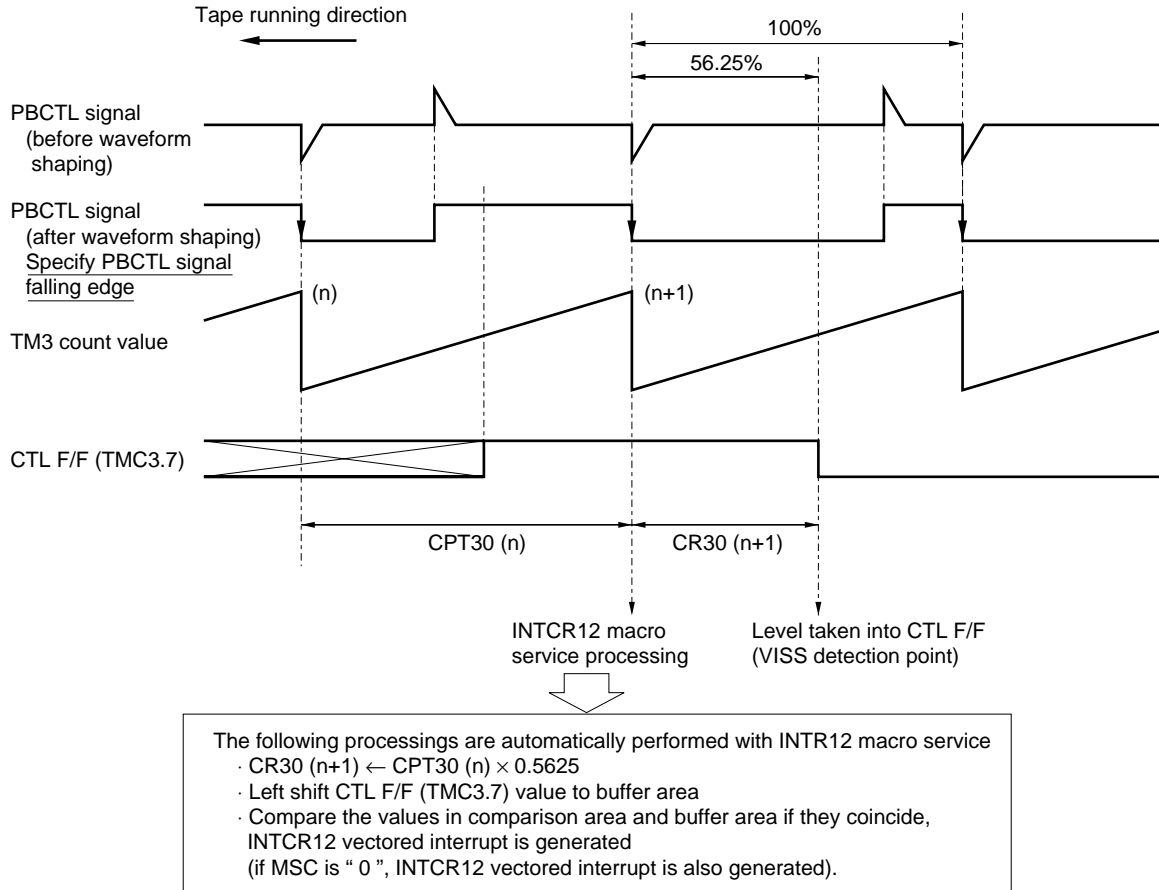 Tape running direction
100%
56.25%
PBCTL signal
(before waveform
shaping)
PBCTL signal
(after waveform shaping)
Specify PBCTL signal
falling edge
(n)
(n+1)
TM3 count value
CTL F/F (TMC3.7)
CPT30 (n)
CR30 (n+1)
INTCR12 macro
service processing
Level taken into CTL F/F
(VISS detection point)
The following processings are automatically performed with INTR12 macro service
· CR30 (n+1) ← CPT30 (n) × 0.5625
· Left shift CTL F/F (TMC3.7) value to buffer area
· Compare the values in comparison area and buffer area if they coincide,
INTCR12 vectored interrupt is generated
(if MSC is “ 0 ”, INTCR12 vectored interrupt is also generated).